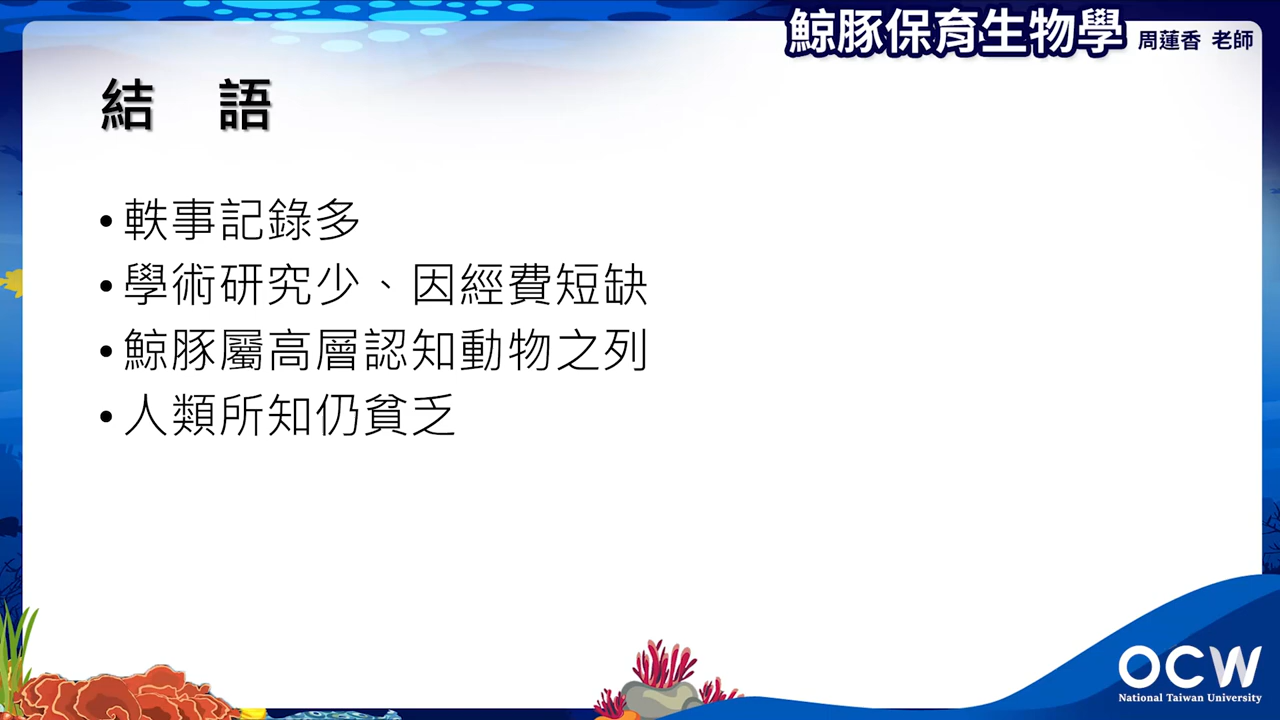 鯨豚保育生物學 周蓮香 老師
結 語
• 軼事記錄多
• 學術研究少、因經費短缺
• 鯨豚屬高層認知動物之列
• 人類所知仍貧乏
OCW
National Taiwan University